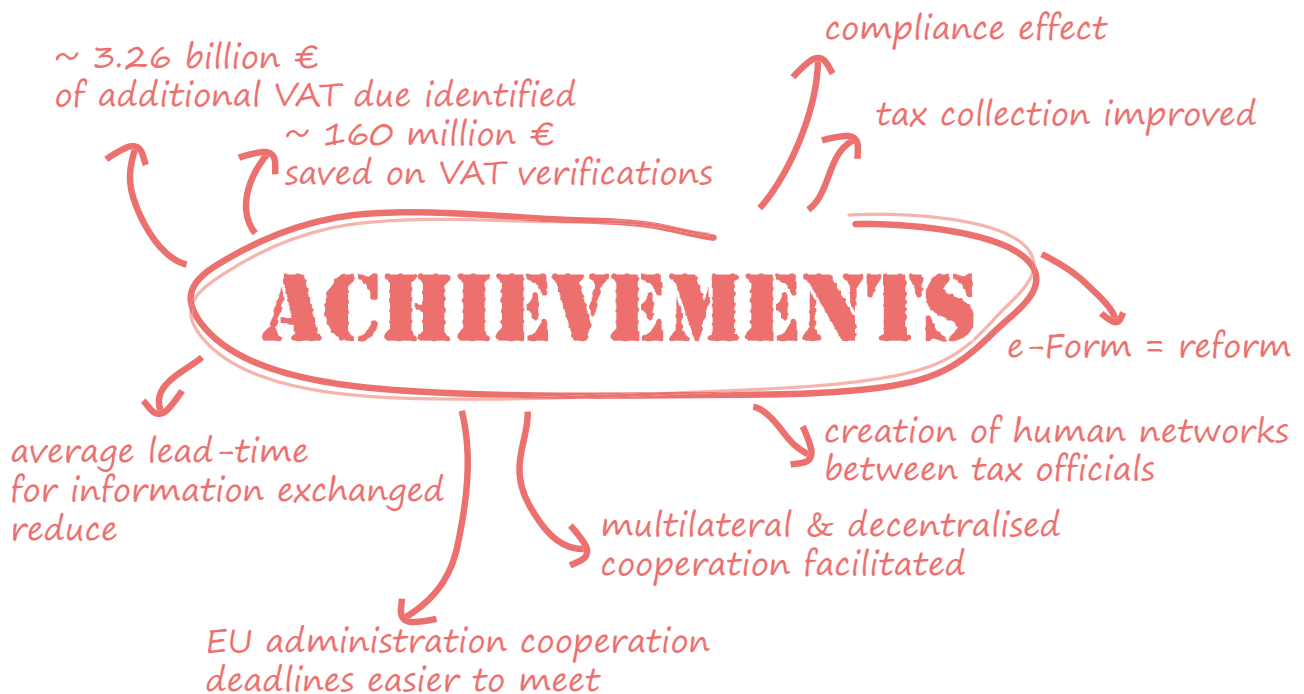 ~ 3.26 billion €
of additional VAT due identified
~ 160 million €
saved on VAT verifications
compliance effect
tax collection improved
ACHIEVEMENTS
e-Form = reform
average lead-time
for information exchanged
reduce
creation of human networks
between tax officials
multilateral & decentralised
cooperation facilitated
EU administration cooperation
deadlines easier to meet